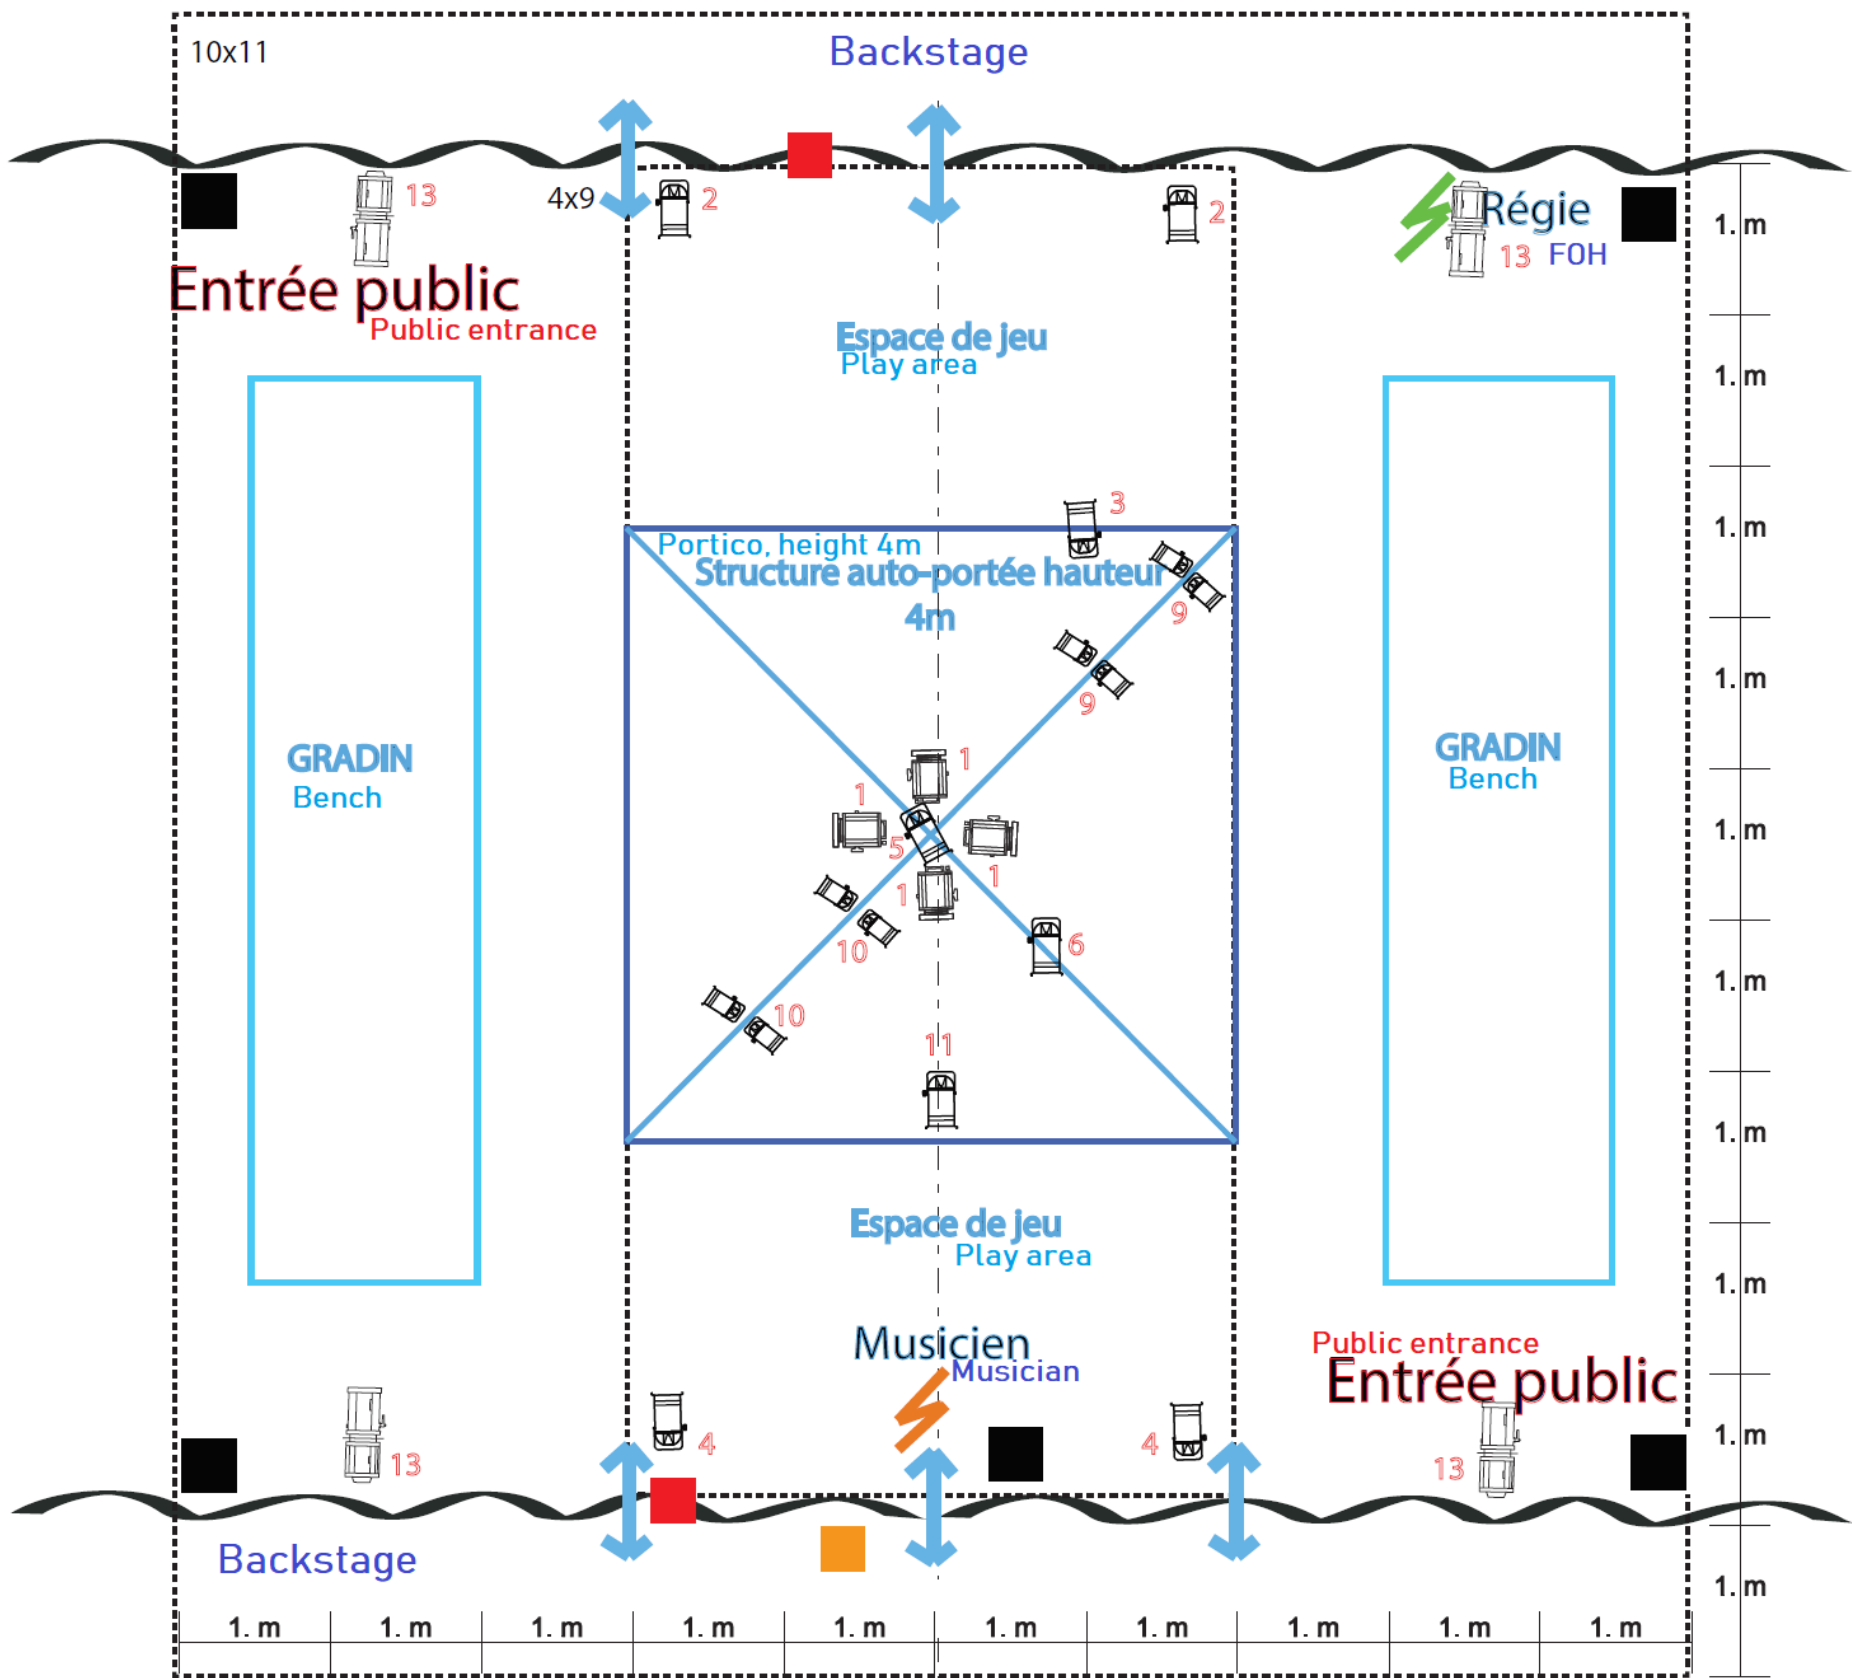 Backstage
10x11
13
4x9
2
2
Régie
13
FOH
1. m
Entrée public
Public entrance
Espace de jeu
Play area
1. m
3
1. m
Portico, height 4m
Structure auto-portée hauteur
4m
9
1. m
9
GRADIN
Bench
1
1
5
1
1
GRADIN
Bench
1. m
10
6
1. m
10
11
1. m
Espace de jeu
Play area
1. m
Musicien
Musician
Public entrance
Entrée public
13
4
4
13
1. m
Backstage
1. m
1. m
1. m
1. m
1. m
1. m
1. m
1. m
1. m
1. m
1. m